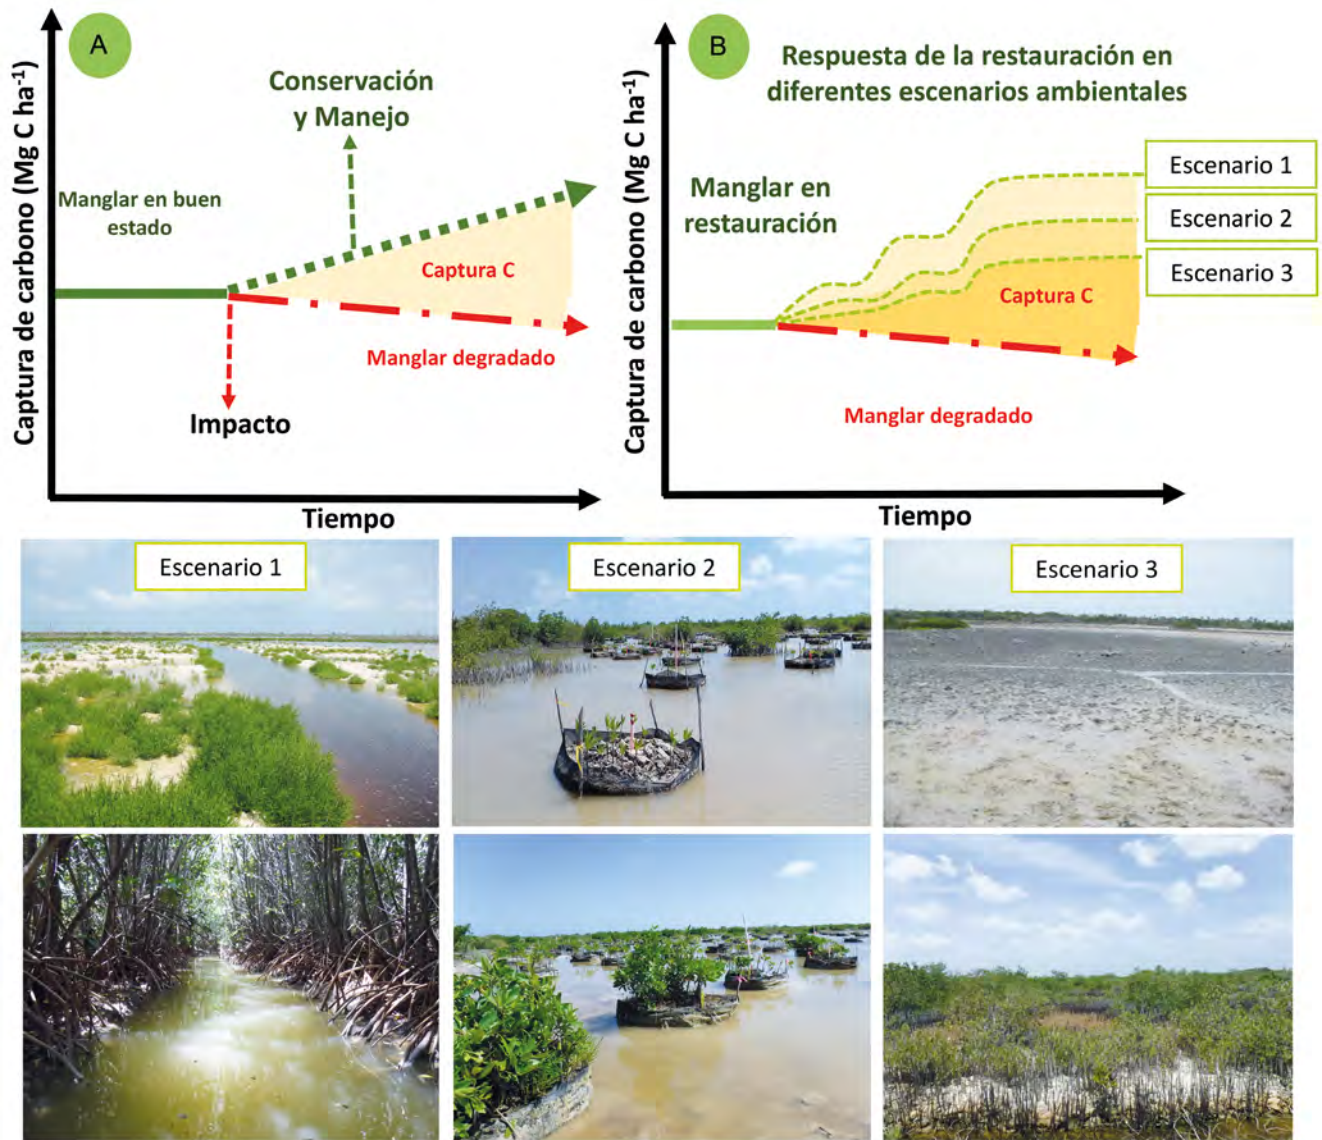 A
Captura de carbono (Mg C ha⁻¹)
Conservación
y Manejo
Manglar en buen
estado
Captura C
Manglar degradado
Impacto
Tiempo
B
Captura de carbono (Mg C ha⁻¹)
Respuesta de la restauración en
diferentes escenarios ambientales
Manglar en
restauración
Escenario 1
Escenario 2
Escenario 3
Captura C
Manglar degradado
Tiempo
Escenario 1
Escenario 2
Escenario 3